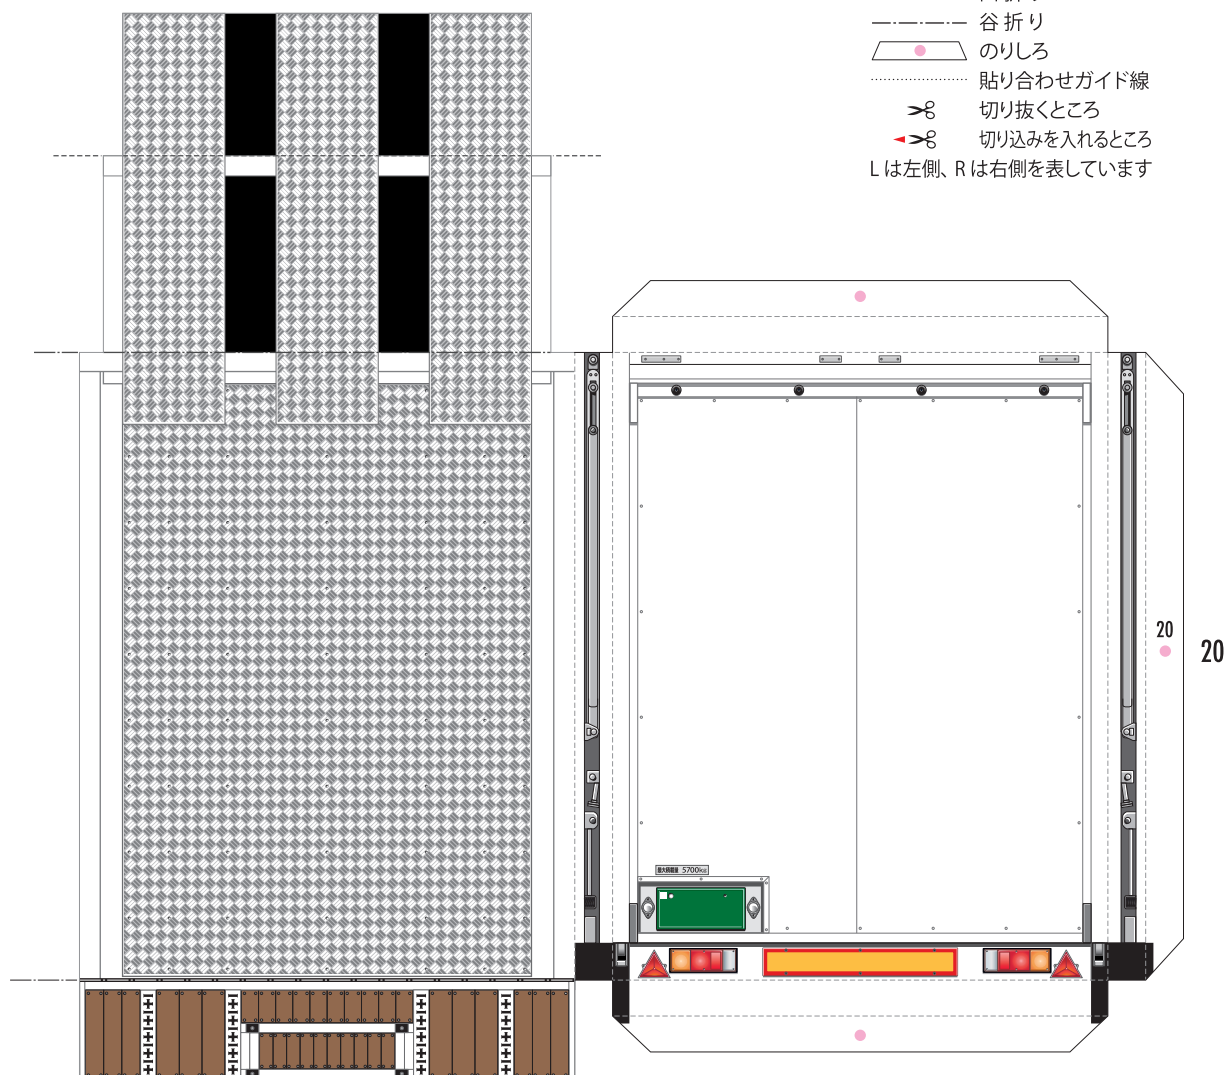 谷 折 り
のりしろ
貼り合わせガイド線
切り抜くところ
切り込みを入れるところ
L は左側、R は右側を表しています
20
20
最大積載量 5700kg